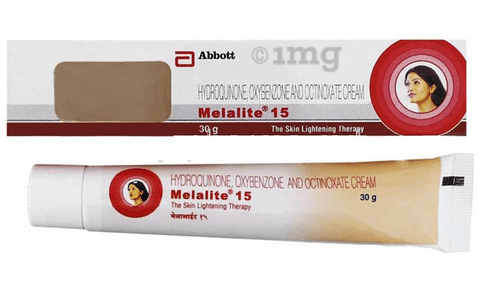 Abbott
©1mg
HYDROQUINONE, OXYBENZONE AND OCTINOXATE CREAM
Melalite® 15
30 g The Skin Lightening Therapy
HYDROQUINONE, OXYBENZONE AND OCTINOXATE CREAM
Melalite® 15
30 g
The Skin Lightening Therapy
मेलालाईट १५